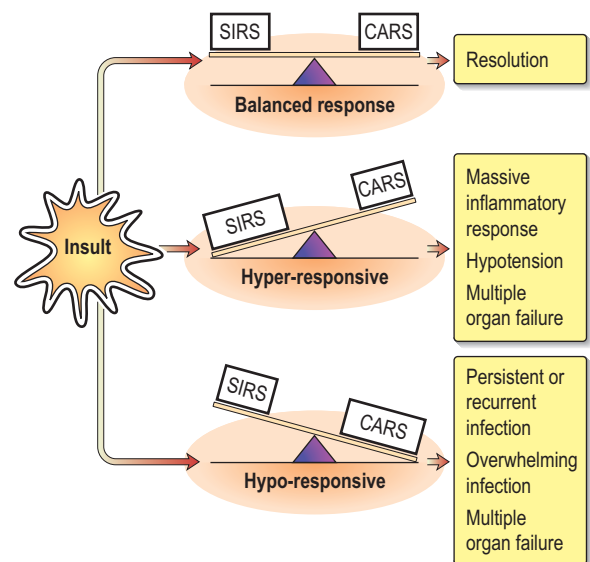 SIRS
CARS
Balanced response
Resolution
Insult
SIRS
CARS
Hyper-responsive
Massive
inflammatory
response
Hypotension
Multiple
organ failure
SIRS
CARS
Hypo-responsive
Persistent or
recurrent
infection
Overwhelming
infection
Multiple
organ failure